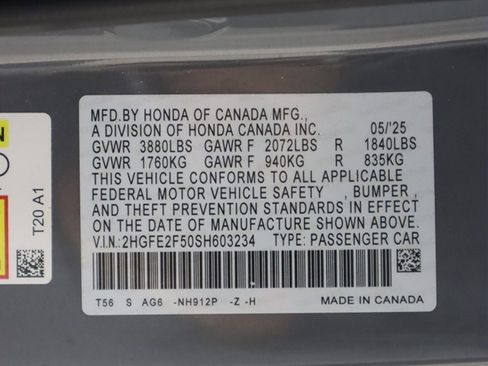 MFD.BY HONDA OF CANADA MFG.,
A DIVISION OF HONDA CANADA INC. 05/'25
GVWR 3880LBS GAWR F 2072LBS R 1840LBS
GVWR 1760KG GAWR F 940KG R 835KG
THIS VEHICLE CONFORMS TO ALL APPLICABLE
FEDERAL MOTOR VEHICLE SAFETY , BUMPER ,
AND THEFT PREVENTION STANDARDS IN EFFECT
ON THE DATE OF MANUFACTURE SHOWN ABOVE.
V.I.N.:2HGFE2F50SH603234 TYPE: PASSENGER CAR
T56 S AG6 -NH912P -Z -H MADE IN CANADA
T20 A1